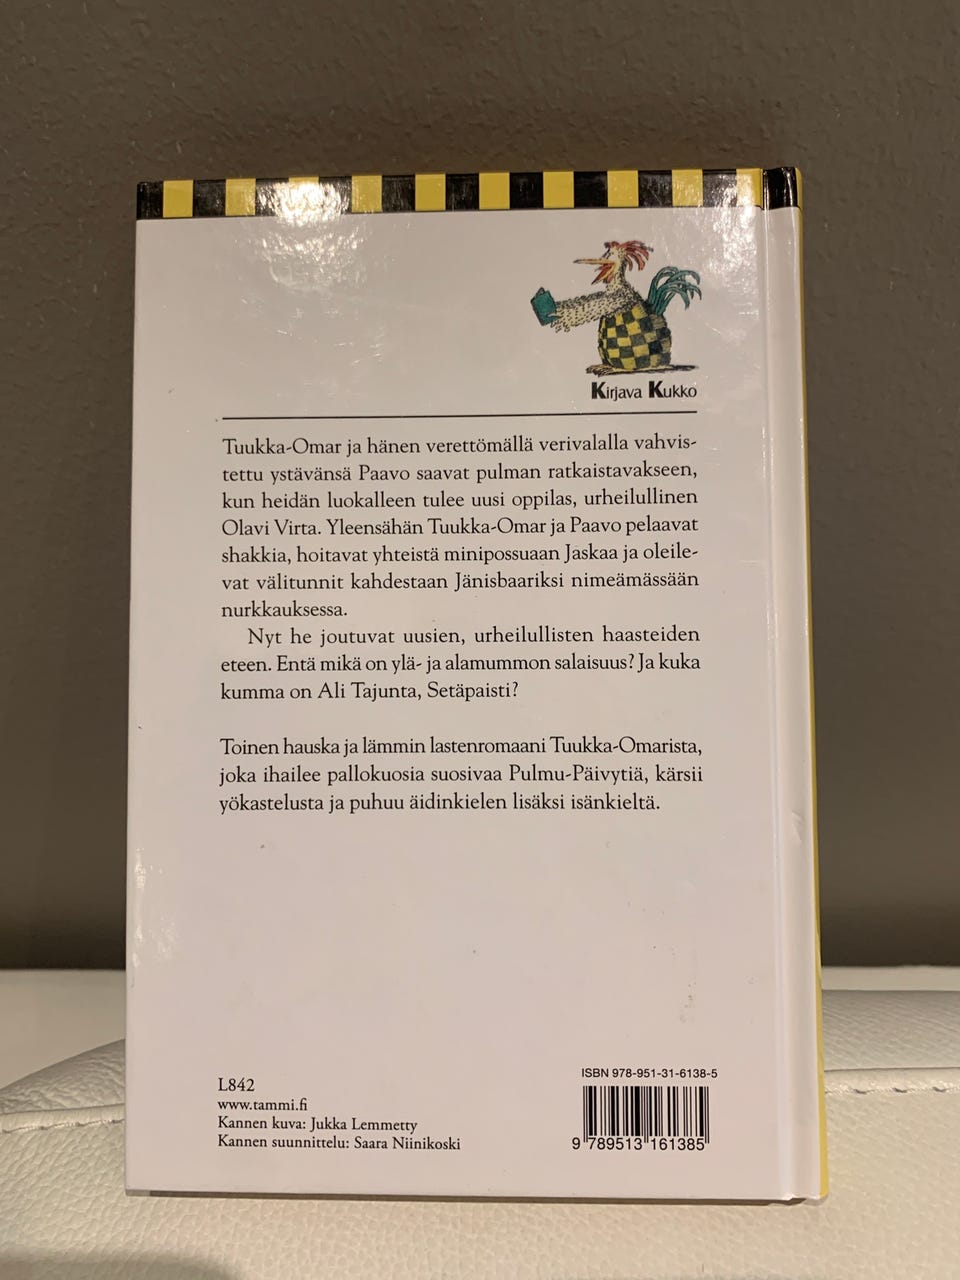 Kirjava Kukko
Tuukka-Omar ja hänen verettömällä verivalalla vahvis-
tettu ystävänsä Paavo saavat pulman ratkaistavakseen,
kun heidän luokalleen tulee uusi oppilas, urheilullinen
Olavi Virta. Yleensähän Tuukka-Omar ja Paavo pelaavat
shakkia, hoitavat yhteistä minipossuaan Jaskaa ja oleile-
vat välitunnit kahdestaan Jänisbaariksi nimeämässään
nurkkauksessa.
Nyt he joutuvat uusien, urheilullisten haasteiden
eteen. Entä mikä on ylä- ja alamummon salaisuus? Ja kuka
kumma on Ali Tajunta, Setäpaisti?
Toinen hauska ja lämmin lastenromaani Tuukka-Omarista,
joka ihailee pallokuosia suosivaa Pulmu-Päivytiä, kärsii
yökastelusta ja puhuu äidinkielen lisäksi isänkieltä.
L842
www.tammi.fi
Kannen kuva: Jukka Lemmetty
Kannen suunnittelu: Saara Niinikoski
ISBN 978-951-31-6138-5
9 789513 161385